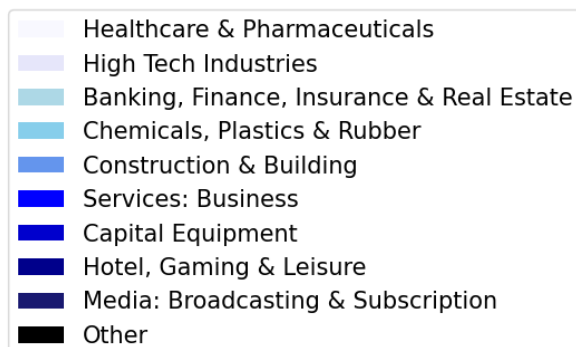 Healthcare & Pharmaceuticals
High Tech Industries
Banking, Finance, Insurance & Real Estate
Chemicals, Plastics & Rubber
Construction & Building
Services: Business
Capital Equipment
Hotel, Gaming & Leisure
Media: Broadcasting & Subscription
Other